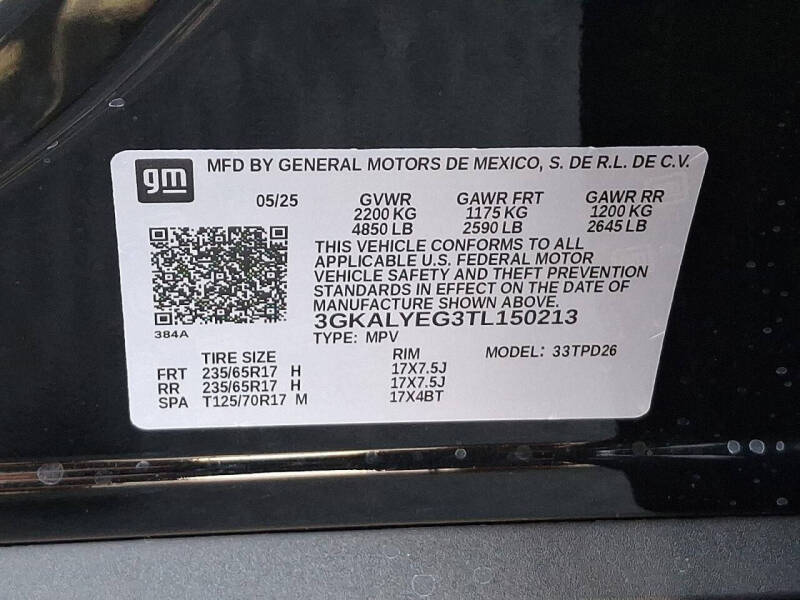 gm MFD BY GENERAL MOTORS DE MEXICO, S. DE R.L. DE C.V.
05/25 GVWR GAWR FRT GAWR RR
2200 KG 1175 KG 1200 KG
4850 LB 2590 LB 2645 LB
THIS VEHICLE CONFORMS TO ALL
APPLICABLE U.S. FEDERAL MOTOR
VEHICLE SAFETY AND THEFT PREVENTION
STANDARDS IN EFFECT ON THE DATE OF
MANUFACTURE SHOWN ABOVE.
3GKALYEG3TL150213
384A
TYPE: MPV MODEL: 33TPD26
TIRE SIZE RIM
FRT 235/65R17 H 17X7.5J
RR 235/65R17 H 17X7.5J
SPA T125/70R17 M 17X4BT